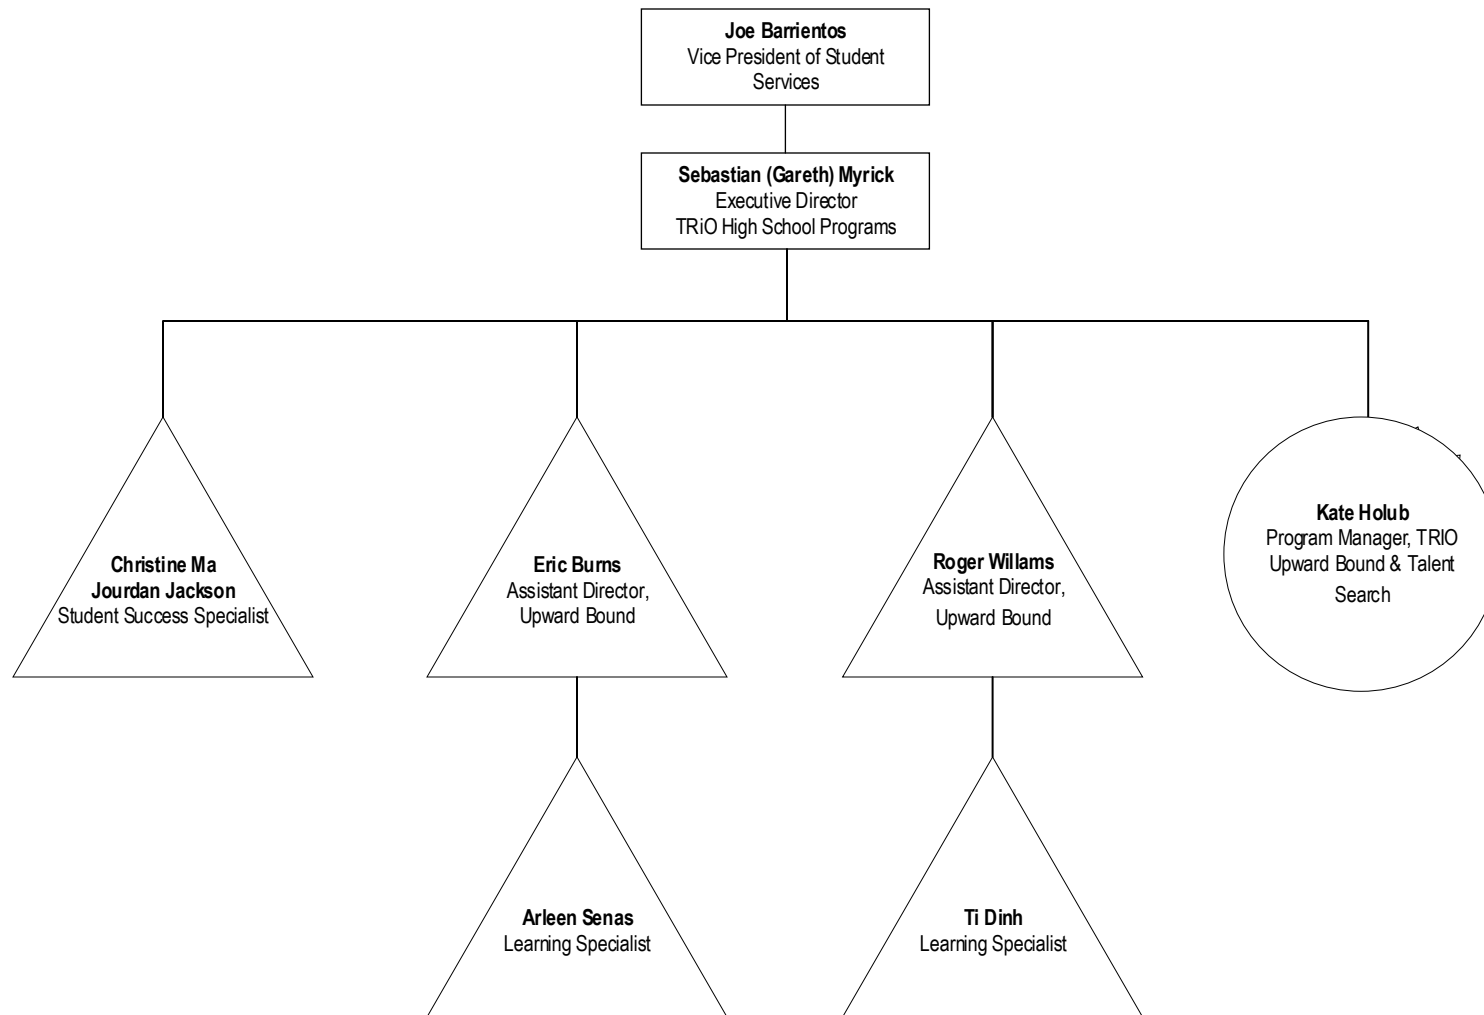 Joe Barrientos
Vice President of Student
Services
Sebastian (Gareth) Myrick
Executive Director
TRiO High School Programs
Christine Ma
Jourdan Jackson
Student Success Specialist
Eric Burns
Assistant Director,
Upward Bound
Roger Willams
Assistant Director,
Upward Bound
Kate Holub
Program Manager, TRIO
Upward Bound & Talent
Search
Arleen Senas
Learning Specialist
Ti Dinh
Learning Specialist